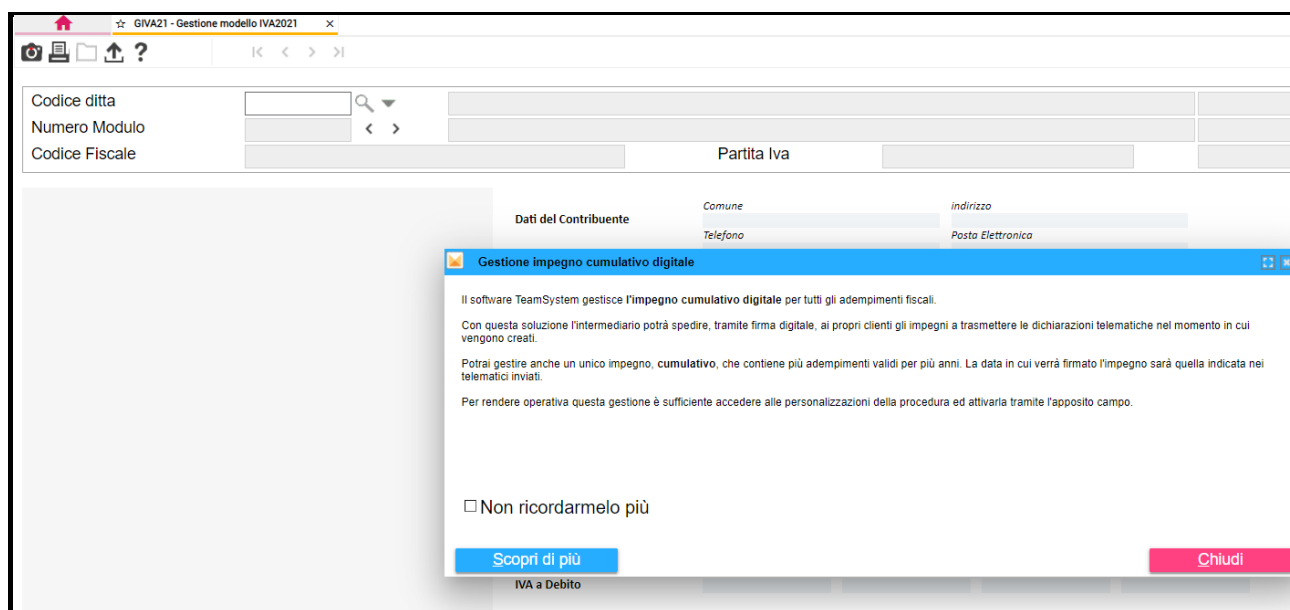 GIVA21 - Gestione modello IVA2021
Codice ditta
Numero Modulo
Codice Fiscale
Partita Iva
Dati del Contribuente
Comune
indirizzo
Telefono
Posta Elettronica
Gestione impegno cumulativo digitale
Il software TeamSystem gestisce l'impegno cumulativo digitale per tutti gli adempimenti fiscali.
Con questa soluzione l'intermediario potrà spedire, tramite firma digitale, ai propri clienti gli impegni a trasmettere le dichiarazioni telematiche nel momento in cui
vengono creati.
Potrai gestire anche un unico impegno, cumulativo, che contiene più adempimenti validi per più anni. La data in cui verrá firmato l'impegno sará quella indicata nei
telematici inviati.
Per rendere operativa questa gestione è sufficiente accedere alle personalizzazioni della procedura ed attivarla tramite l'apposito campo.
Non ricordarmelo più
Scopri di più
Chiudi
IVA a Debito